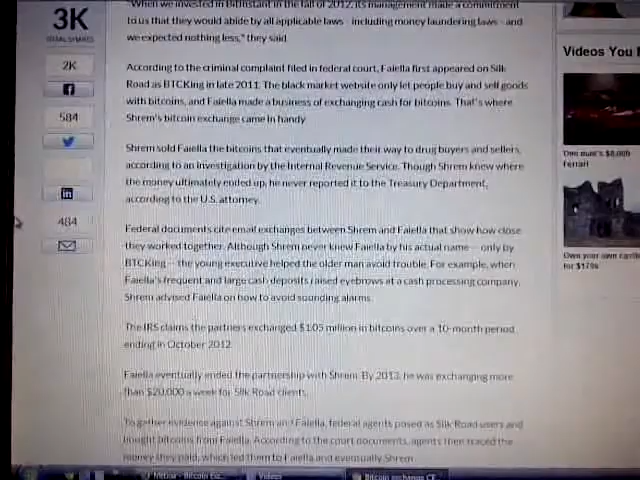 3K
TOTAL SHARES
2K
584
in
484
"When we invested in BitInstant in the fall of 2012, its management made a commitment
to us that they would abide by all applicable laws - including money laundering laws - and
we expected nothing less," they said.
According to the criminal complaint filed in federal court, Faiella first appeared on Silk
Road as BTCKing in late 2011. The black market website only let people buy and sell goods
with bitcoins, and Faiella made a business of exchanging cash for bitcoins. That's where
Shrem's bitcoin exchange came in handy.
Shrem sold Faiella the bitcoins that eventually made their way to drug buyers and sellers,
according to an investigation by the Internal Revenue Service. Though Shrem knew where
the money ultimately ended up, he never reported it to the Treasury Department,
according to the U.S. attorney.
Federal documents cite email exchanges between Shrem and Faiella that show how close
they worked together. Although Shrem never knew Faiella by his actual name -- only by
BTCKing -- the young executive helped the older man avoid trouble. For example, when
Faiella's frequent and large cash deposits raised eyebrows at a cash processing company,
Shrem advised Faiella on how to avoid sounding alarms.
The IRS claims the partners exchanged $1.05 million in bitcoins over a 10-month period
ending in October 2012.
Faiella eventually ended the partnership with Shrem. By 2013, he was exchanging more
than $20,000 a week for Silk Road clients.
To gather evidence against Shrem and Faiella, federal agents posed as Silk Road users and
bought bitcoins from Faiella. According to the court documents, agents then traced the
money they paid, which led them to Faiella and eventually Shrem.
Videos You
One man's $8,000
Ferrari
Own your own castle
for $179k
MtGox - Bitcoin Exc...
Videos
Bitcoin exchange CE...